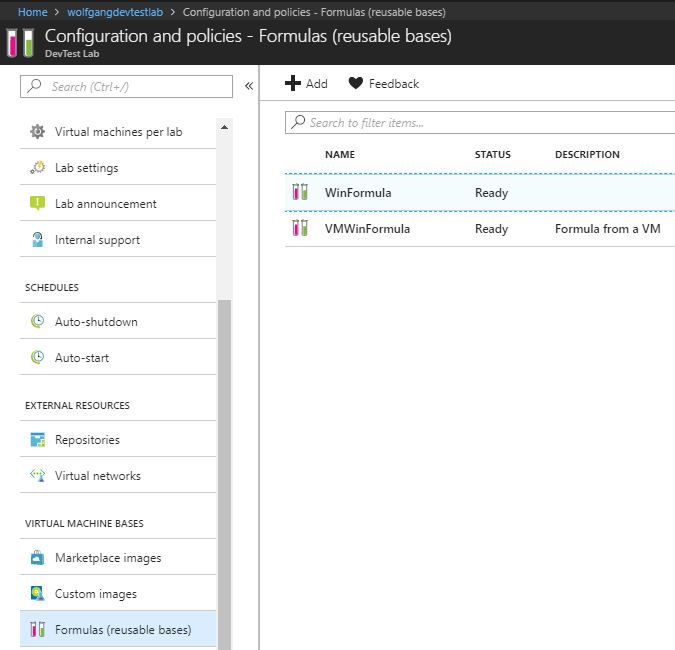 Home > wolfgangdevtestlab > Configuration and policies - Formulas (reusable bases)
Configuration and policies - Formulas (reusable bases)
DevTest Lab
Search (Ctrl+/)
«
Add
Feedback
Search to filter items...
Virtual machines per lab
Lab settings
Lab announcement
Internal support
SCHEDULES
Auto-shutdown
Auto-start
EXTERNAL RESOURCES
Repositories
Virtual networks
VIRTUAL MACHINE BASES
Marketplace images
Custom images
Formulas (reusable bases)
NAME STATUS DESCRIPTION
WinFormula Ready
VMWinFormula Ready Formula from a VM